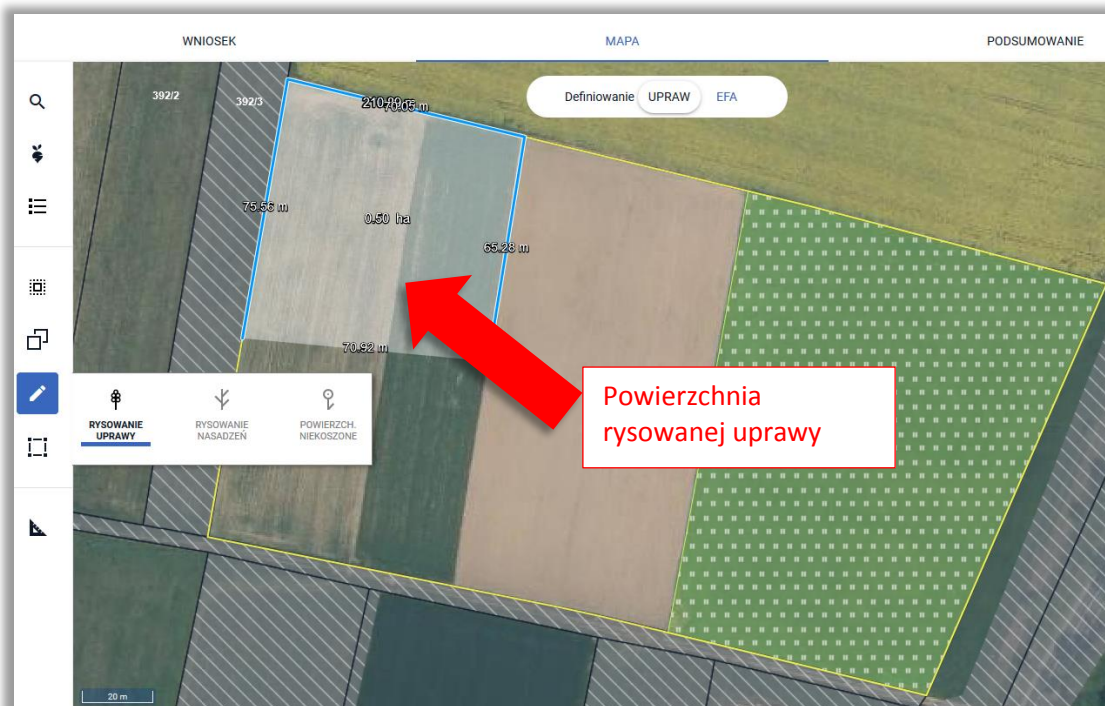 WNIOSEK
MAPA
PODSUMOWANIE
Definiowanie UPRAW EFA
392/2
392/3
75.56 m
0.50 ha
65.28 m
70.92 m
Powierzchnia
rysowanej uprawy
RYSOWANIE
UPRAWY
RYSOWANIE
NASADZEŃ
POWIERZCH.
NIEKOSZONE
20 m